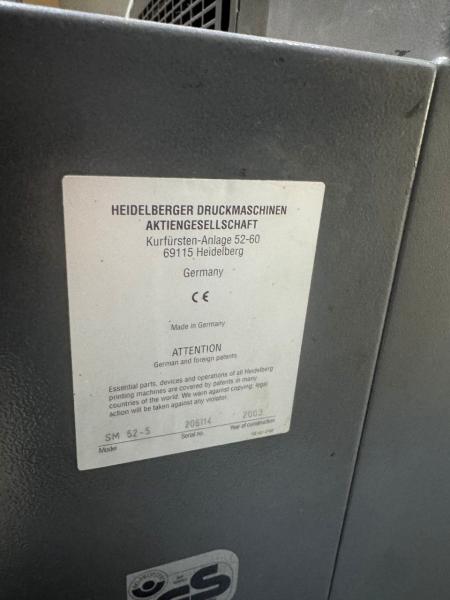 HEIDELBERGER DRUCKMASCHINEN
AKTIENGESELLSCHAFT
Kurfürsten-Anlage 52-60
69115 Heidelberg
Germany
CE
Made in Germany
ATTENTION
German and foreign patents
Essential parts, devices and operations of all Heidelberg
printing machines are covered by patents in many
countries of the world. We warn against copying; legal
action will be taken against any violator.
SM 52-5 206114 2003
Model Serial no. Year of construction
GS